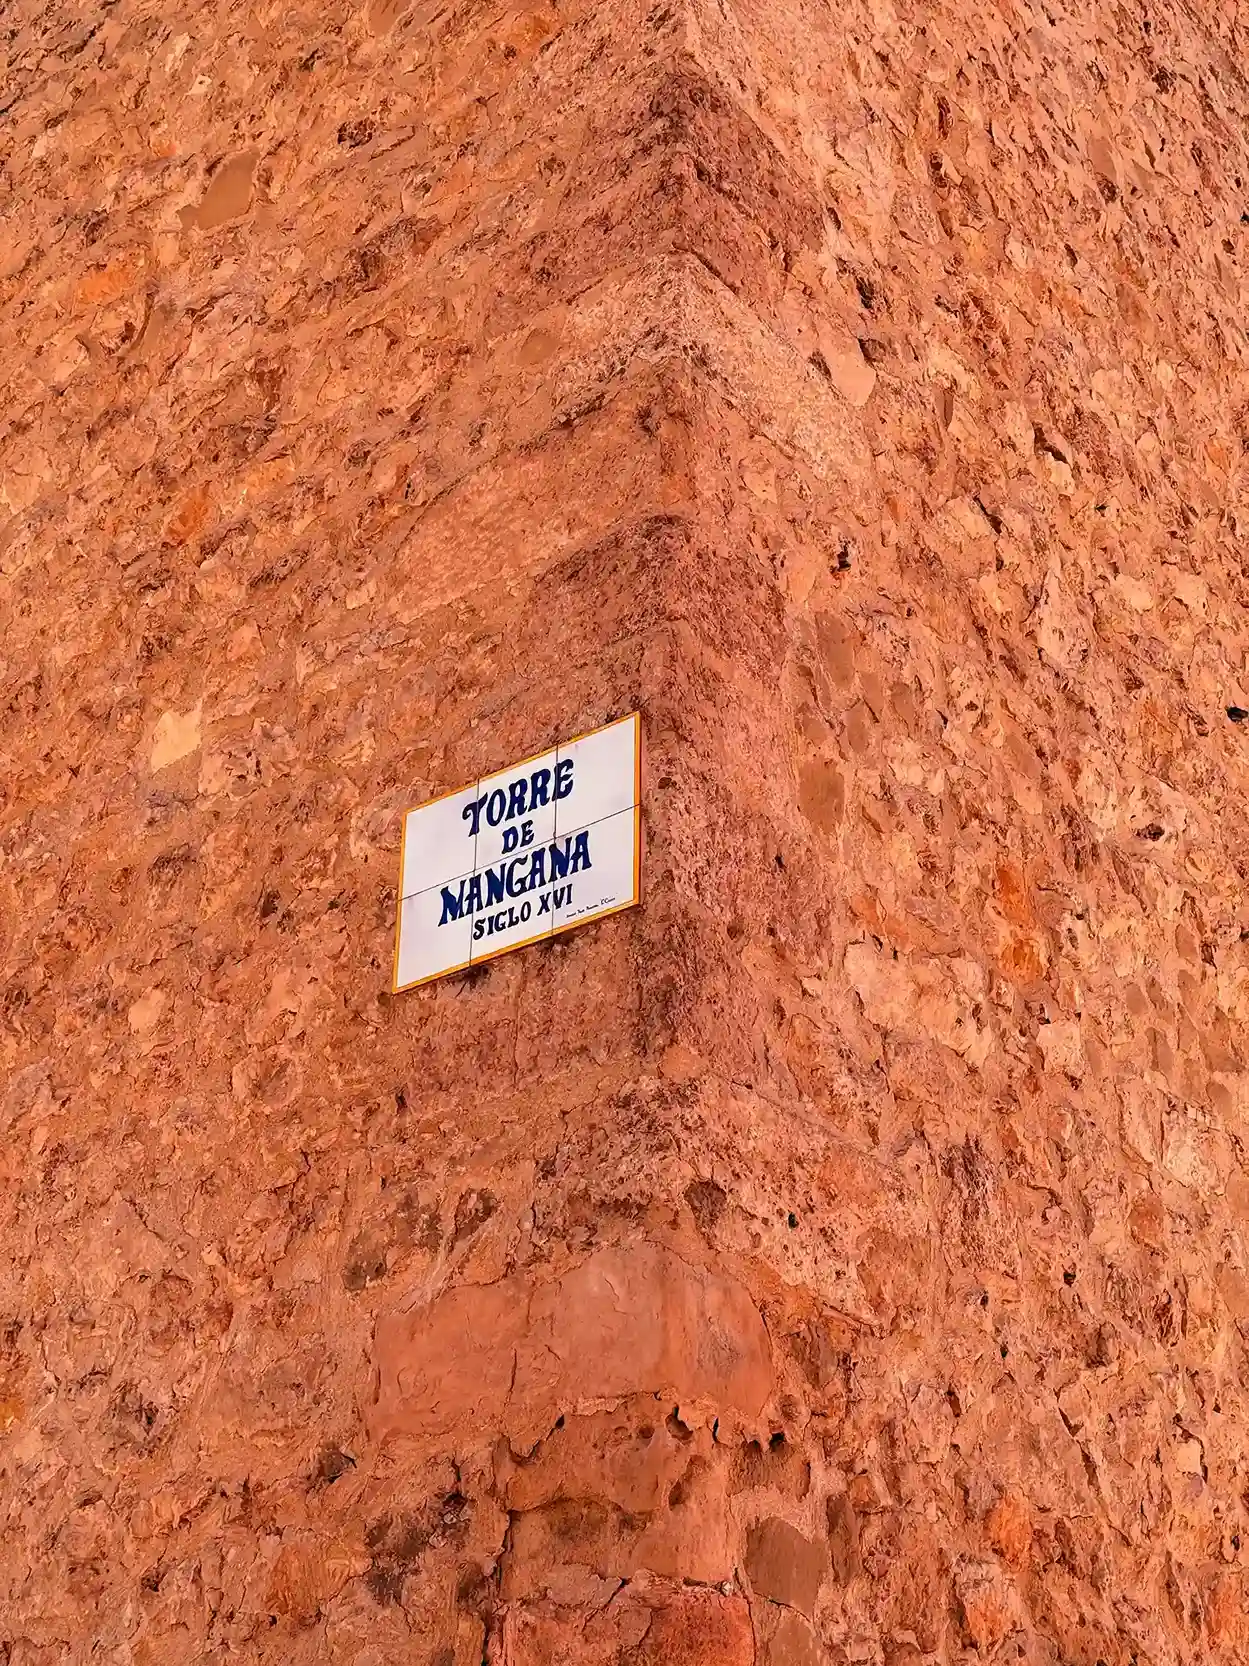 TORRE
DE
MANGANA
SIGLO XVI